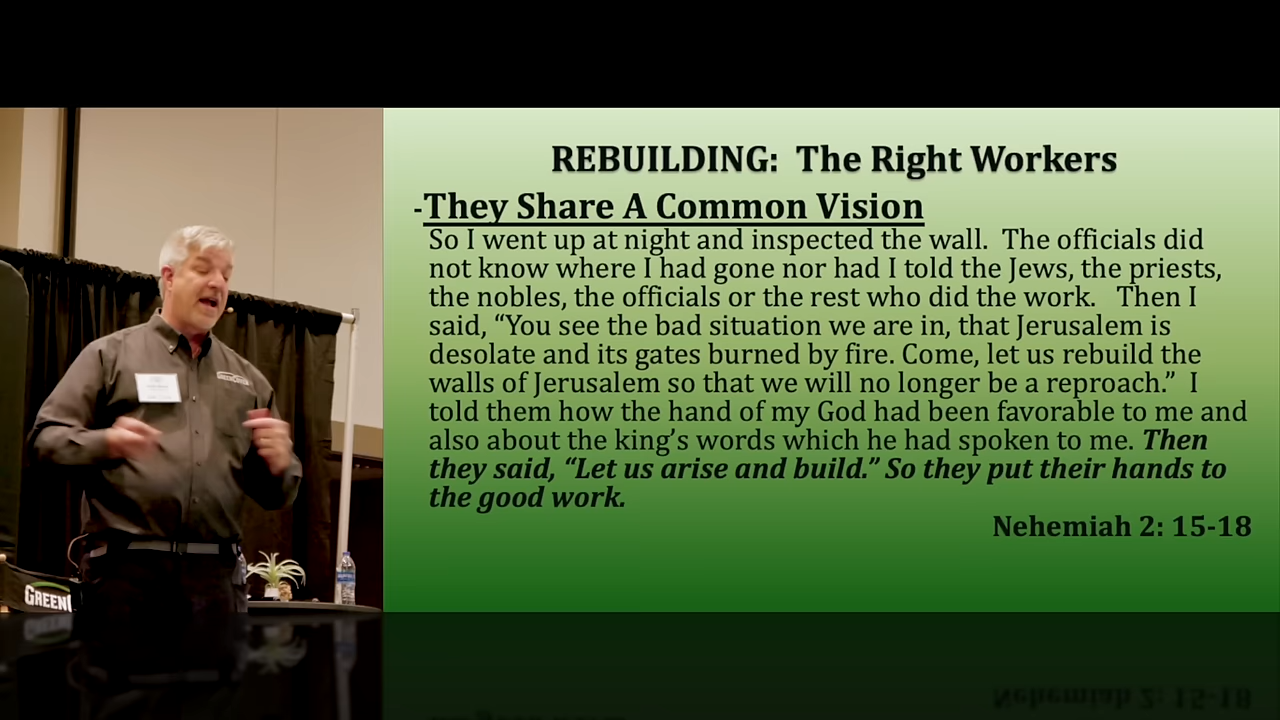 REBUILDING:  The Right Workers
-They Share A Common Vision
So I went up at night and inspected the wall.  The officials did
not know where I had gone nor had I told the Jews, the priests,
the nobles, the officials or the rest who did the work.   Then I
said, “You see the bad situation we are in, that Jerusalem is
desolate and its gates burned by fire. Come, let us rebuild the
walls of Jerusalem so that we will no longer be a reproach.”  I
told them how the hand of my God had been favorable to me and
also about the king’s words which he had spoken to me. Then
they said, “Let us arise and build.” So they put their hands to
the good work.
Nehemiah 2: 15-18
GREEN